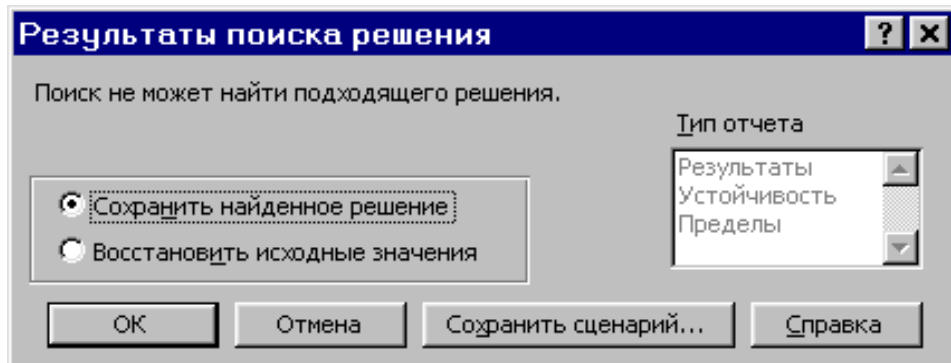 Результаты поиска решения
Поиск не может найти подходящего решения.
Тип отчета
Результаты
Устойчивость
Пределы
Сохранить найденное решение
Восстановить исходные значения
OK Отмена Сохранить сценарий... Справка